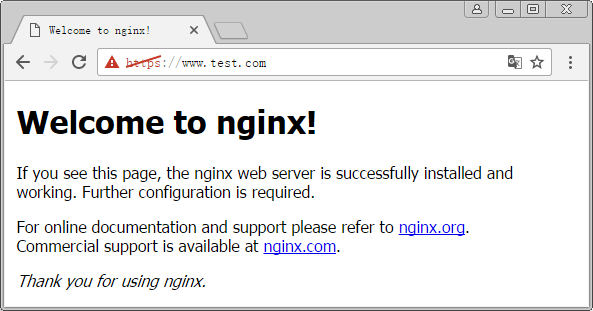 Welcome to nginx!
https://www.test.com
Welcome to nginx!
If you see this page, the nginx web server is successfully installed and
working. Further configuration is required.
For online documentation and support please refer to nginx.org.
Commercial support is available at nginx.com.
Thank you for using nginx.